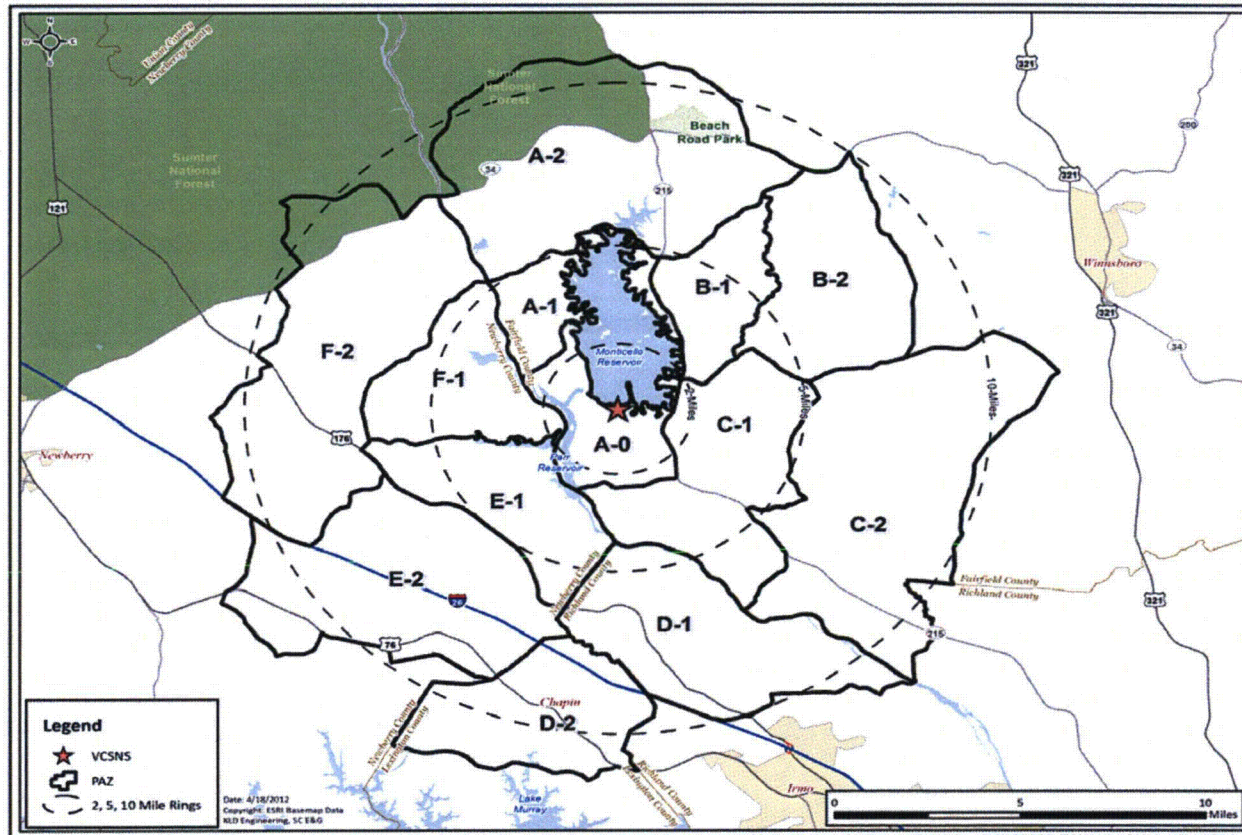 N
W
E
S
Union County
Newberry County
321
Sumter
National
Forest
Beach
Road Park
200
A-2
34
Sumter
National
Forest
215
321
321
121
Winnsboro
B-1
B-2
A-1
321
Fairfield County
Newberry County
F-2
Monticello
Reservoir
34
F-1
-2-Miles
-5-Miles
10-Miles-
C-1
176
A-0
Newberry
Parr
Reservoir
E-1
C-2
Newberry County
Richland County
Fairfield County
Richland County
E-2
26
321
D-1
215
76
Chapin
D-2
Newberry County
Lexington County
Richland County
Lexington County
Irmo
Lake
Murray
Legend
VCSNS
PAZ
2, 5, 10 Mile Rings
Date: 4/18/2012
Copyright: ESRI Basemap Data
KLD Engineering, SC E&G
0
5
10
Miles